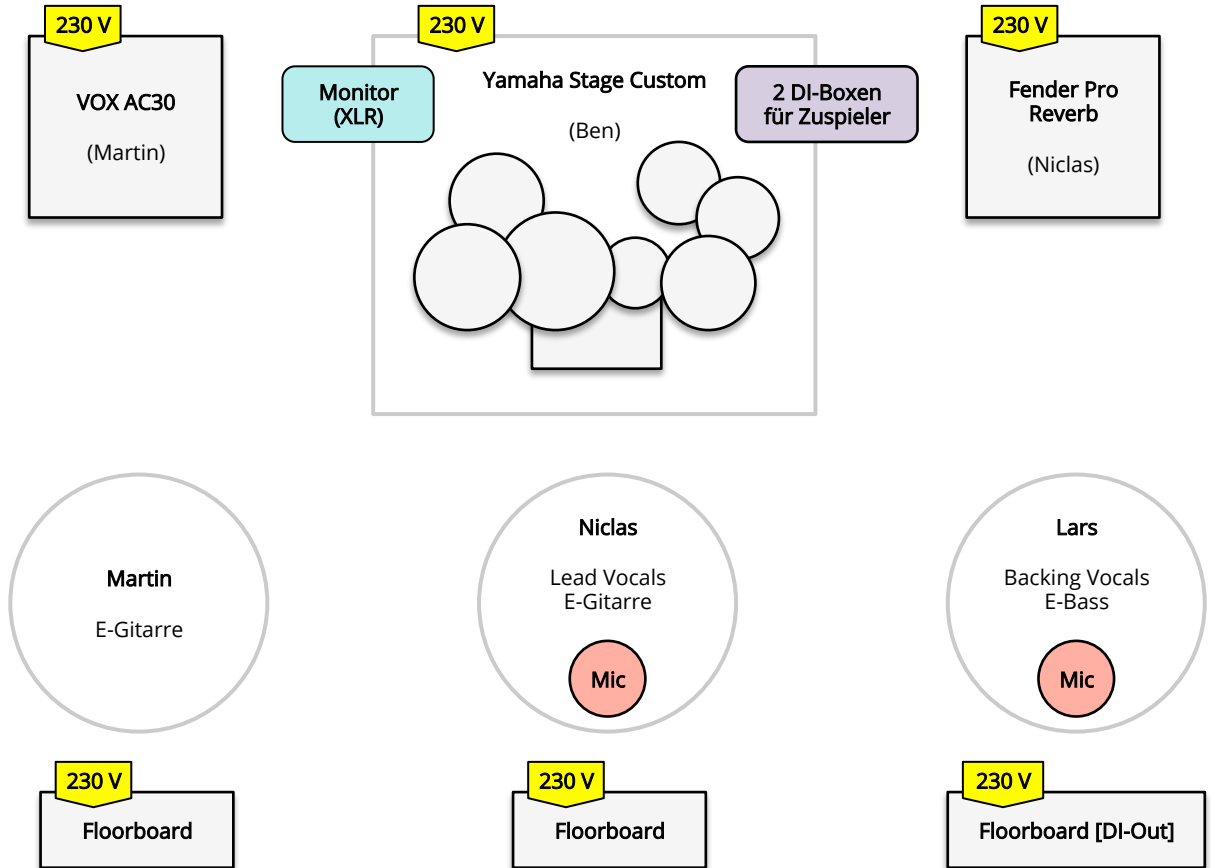 230 V
230 V
230 V
VOX AC30
(Martin)
Monitor
(XLR)
Yamaha Stage Custom
(Ben)
2 DI-Boxen
für Zuspieler
Fender Pro
Reverb
(Niclas)
Martin
E-Gitarre
Niclas
Lead Vocals
E-Gitarre
Mic
Lars
Backing Vocals
E-Bass
Mic
230 V
Floorboard
230 V
Floorboard
230 V
Floorboard [DI-Out]